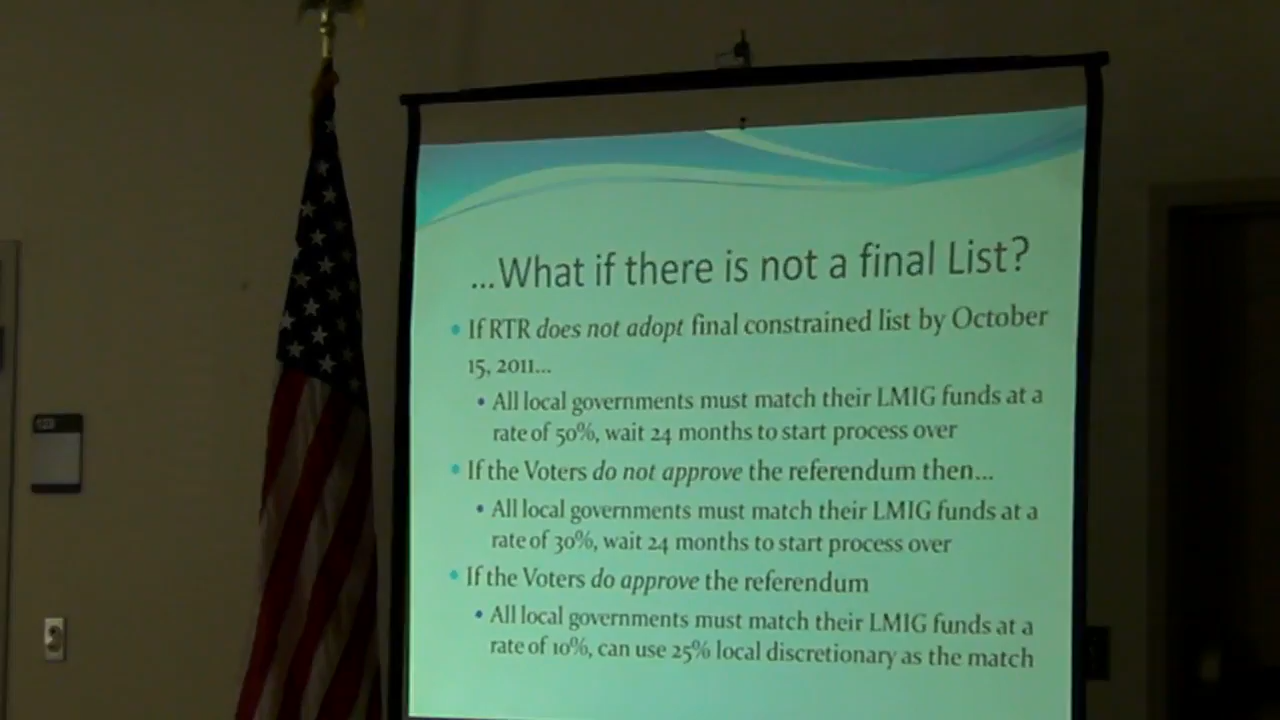 ...What if there is not a final List?
• If RTR does not adopt final constrained list by October
15, 2011...
• All local governments must match their LMIG funds at a
rate of 50%, wait 24 months to start process over
• If the Voters do not approve the referendum then...
• All local governments must match their LMIG funds at a
rate of 30%, wait 24 months to start process over
• If the Voters do approve the referendum
• All local governments must match their LMIG funds at a
rate of 10%, can use 25% local discretionary as the match